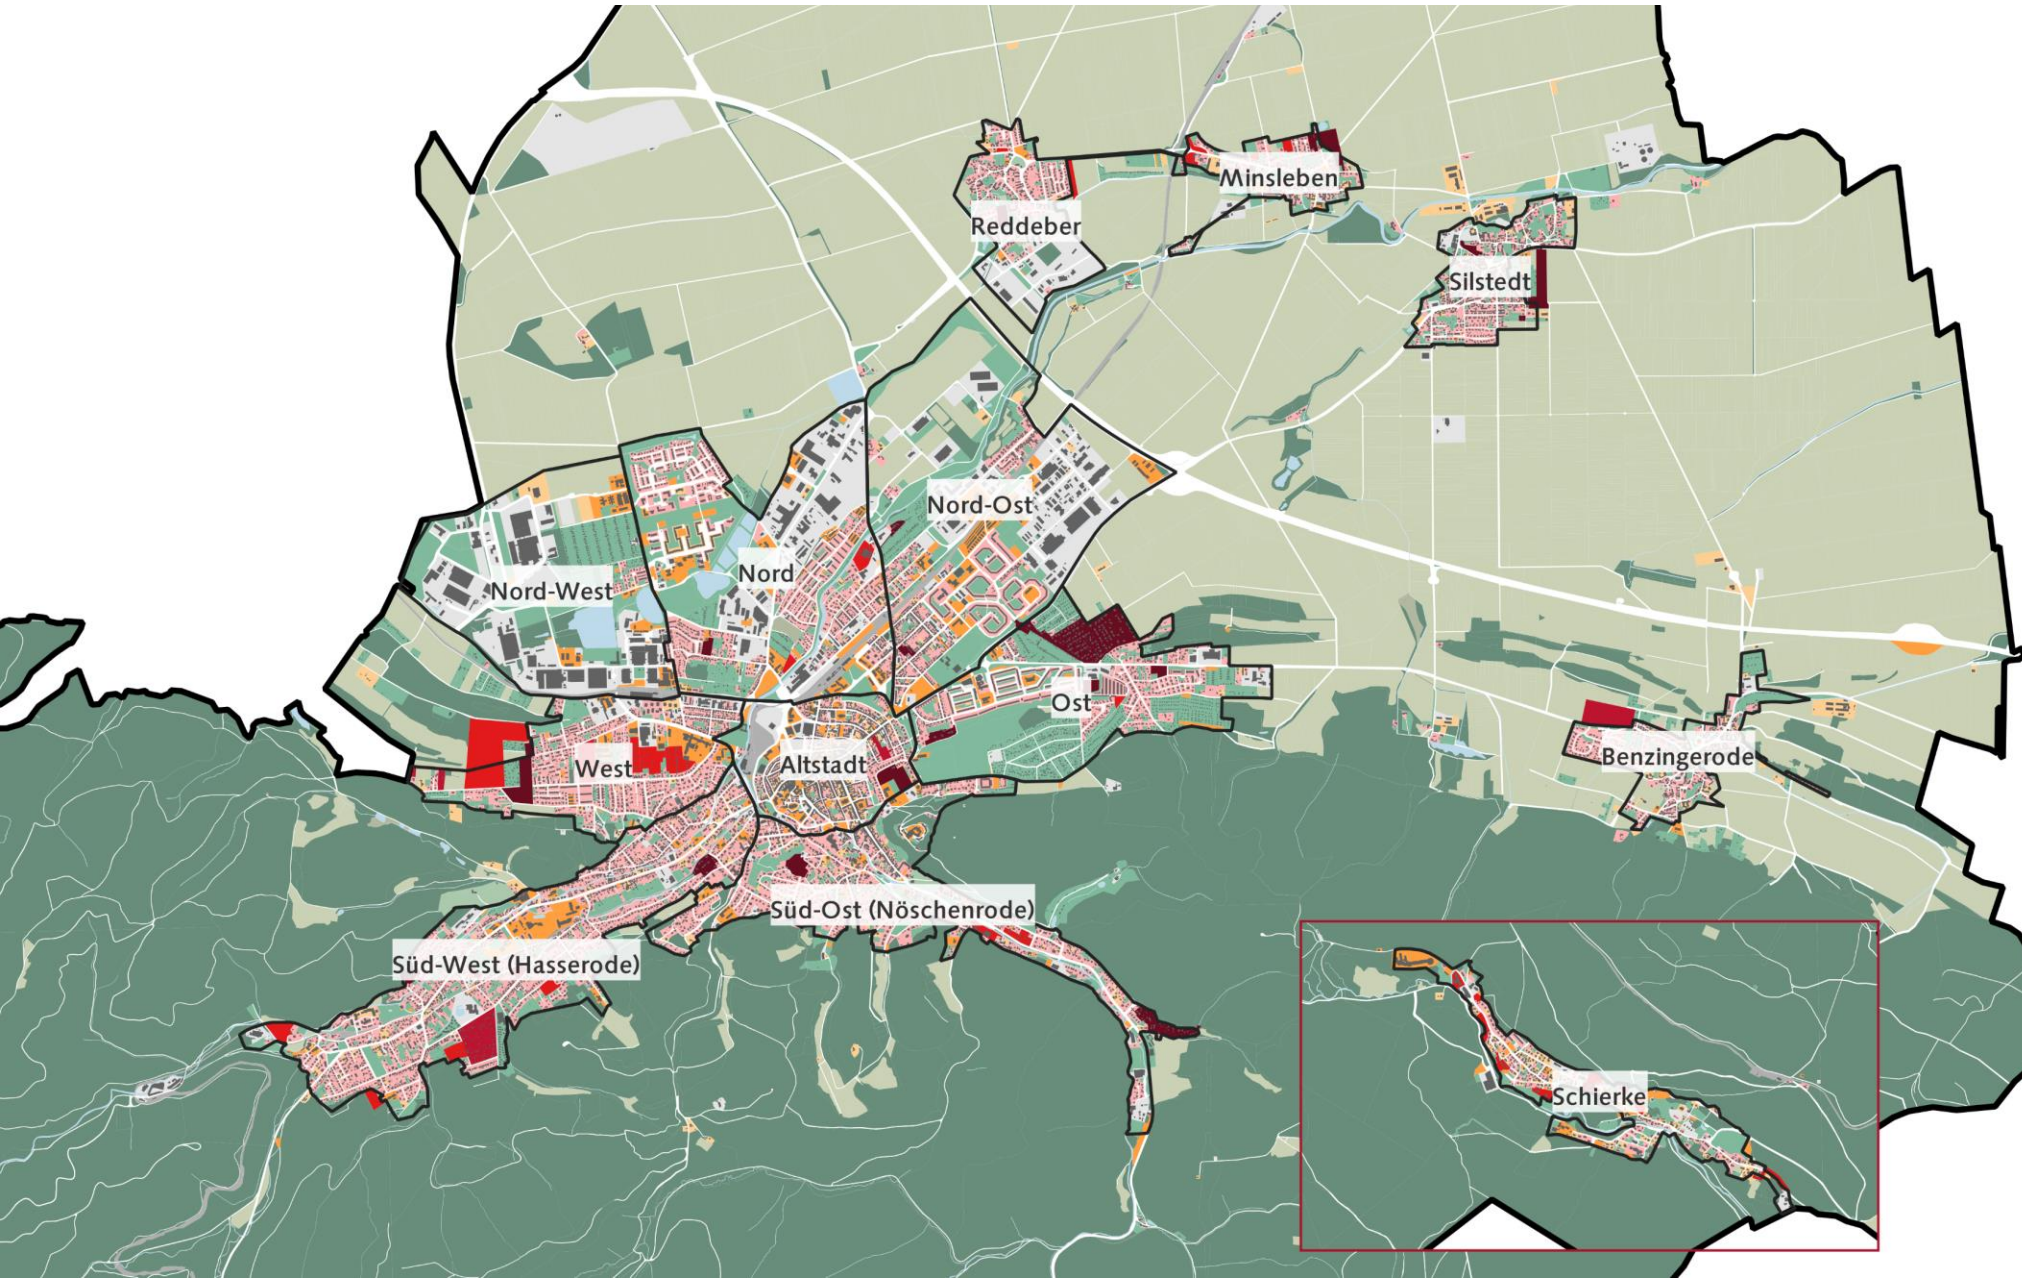 Minsleben
Reddeber
Silstedt
Nord-Ost
Nord
Nord-West
Ost
West
Altstadt
Benzingerode
Süd-Ost (Nöschenrode)
Süd-West (Hasserode)
Schierke